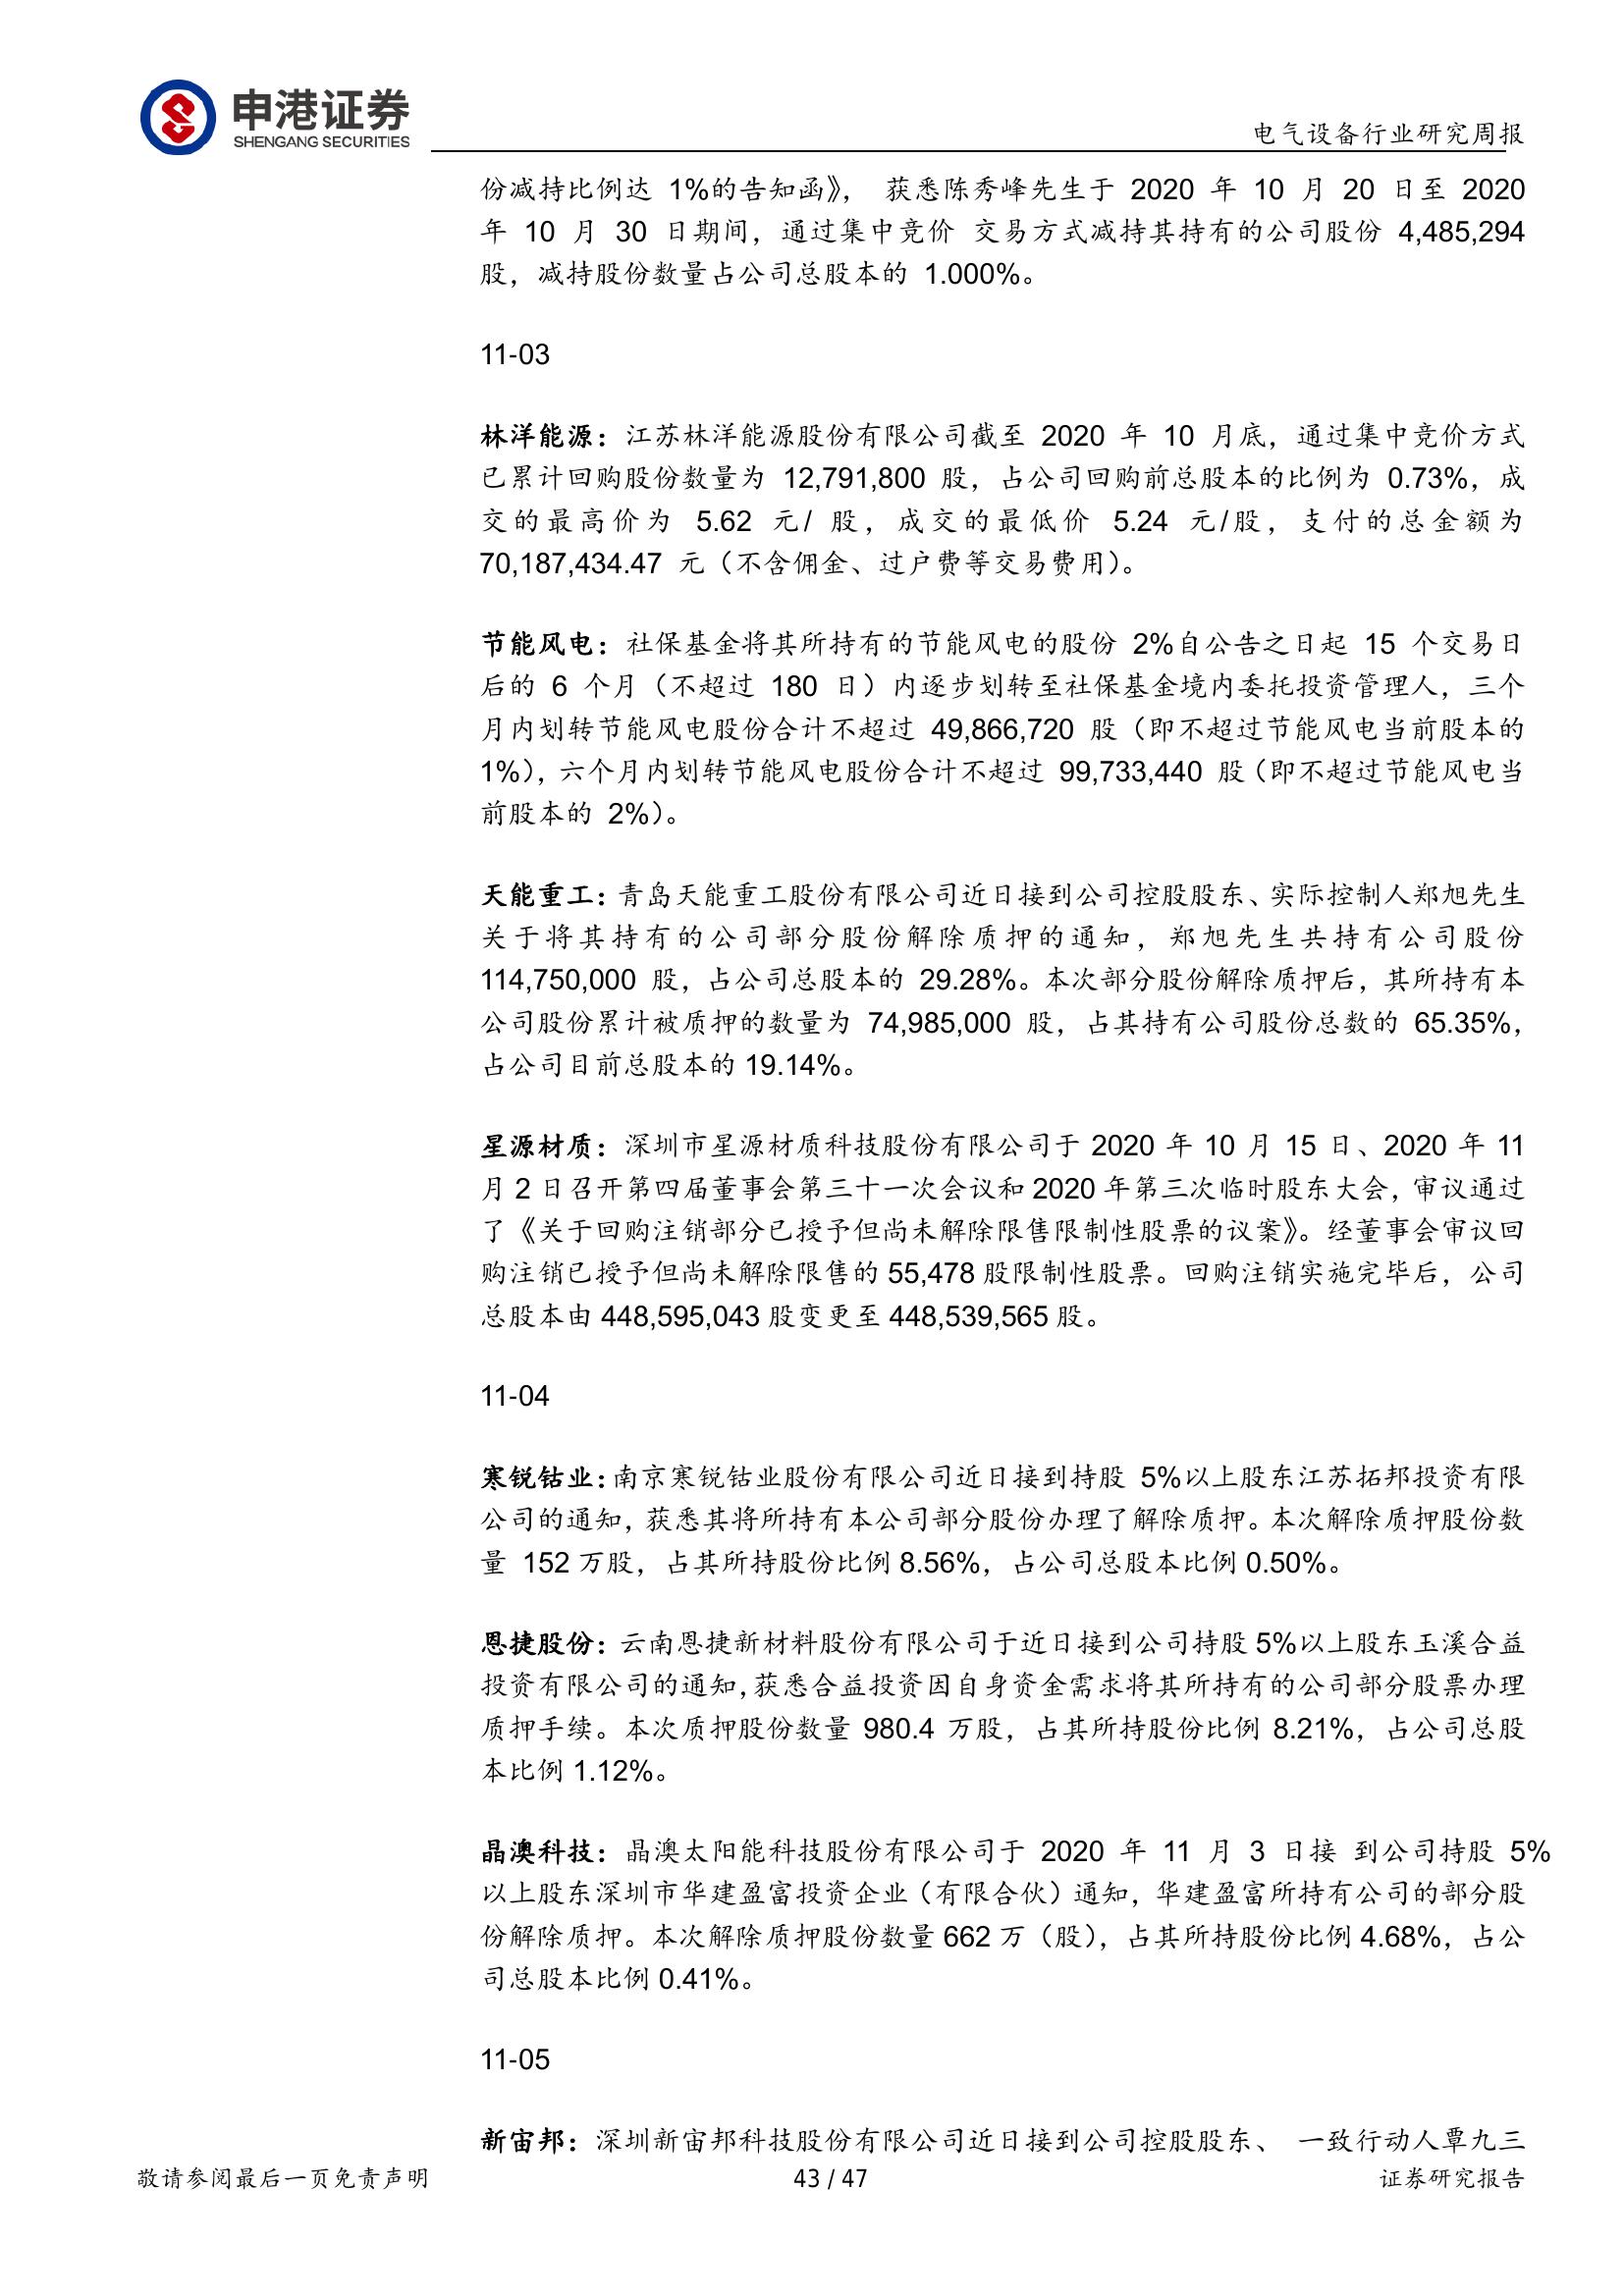 申港证券
SHENGANG SECURITIES
电气设备行业研究周报
份减持比例达 1%的告知函》， 获悉陈秀峰先生于 2020 年 10 月 20 日至 2020
年 10 月 30 日期间，通过集中竞价 交易方式减持其持有的公司股份 4,485,294
股，减持股份数量占公司总股本的 1.000%。
11-03
林洋能源：江苏林洋能源股份有限公司截至 2020 年 10 月底，通过集中竞价方式
已累计回购股份数量为 12,791,800 股，占公司回购前总股本的比例为 0.73%，成
交的最高价为 5.62 元/ 股，成交的最低价 5.24 元/股，支付的总金额为
70,187,434.47 元（不含佣金、过户费等交易费用）。
节能风电：社保基金将其所持有的节能风电的股份 2%自公告之日起 15 个交易日
后的 6 个月（不超过 180 日）内逐步划转至社保基金境内委托投资管理人，三个
月内划转节能风电股份合计不超过 49,866,720 股（即不超过节能风电当前股本的
1%），六个月内划转节能风电股份合计不超过 99,733,440 股（即不超过节能风电当
前股本的 2%）。
天能重工：青岛天能重工股份有限公司近日接到公司控股股东、实际控制人郑旭先生
关于将其持有的公司部分股份解除质押的通知，郑旭先生共持有公司股份
114,750,000 股，占公司总股本的 29.28%。本次部分股份解除质押后，其所持有本
公司股份累计被质押的数量为 74,985,000 股，占其持有公司股份总数的 65.35%，
占公司目前总股本的 19.14%。
星源材质：深圳市星源材质科技股份有限公司于 2020 年 10 月 15 日、2020 年 11
月 2 日召开第四届董事会第三十一次会议和 2020 年第三次临时股东大会，审议通过
了《关于回购注销部分已授予但尚未解除限售限制性股票的议案》。经董事会审议回
购注销已授予但尚未解除限售的 55,478 股限制性股票。回购注销实施完毕后，公司
总股本由 448,595,043 股变更至 448,539,565 股。
11-04
寒锐钴业：南京寒锐钴业股份有限公司近日接到持股 5%以上股东江苏拓邦投资有限
公司的通知，获悉其将所持有本公司部分股份办理了解除质押。本次解除质押股份数
量 152 万股，占其所持股份比例 8.56%，占公司总股本比例 0.50%。
恩捷股份：云南恩捷新材料股份有限公司于近日接到公司持股 5%以上股东玉溪合益
投资有限公司的通知，获悉合益投资因自身资金需求将其所持有的公司部分股票办理
质押手续。本次质押股份数量 980.4 万股，占其所持股份比例 8.21%，占公司总股
本比例 1.12%。
晶澳科技：晶澳太阳能科技股份有限公司于 2020 年 11 月 3 日接 到公司持股 5%
以上股东深圳市华建盈富投资企业（有限合伙）通知，华建盈富所持有公司的部分股
份解除质押。本次解除质押股份数量 662 万（股），占其所持股份比例 4.68%，占公
司总股本比例 0.41%。
11-05
新宙邦：深圳新宙邦科技股份有限公司近日接到公司控股股东、 一致行动人覃九三
敬请参阅最后一页免责声明
43 / 47
证券研究报告